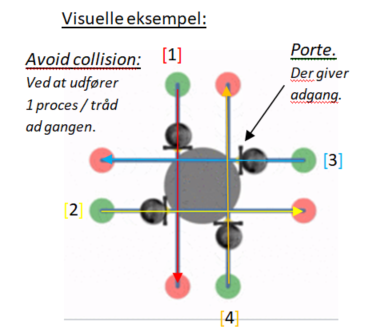 Visuelle eksempel:
Avoid collision:
Ved at udfører
1 proces / tråd
ad gangen.
[1]
Porte.
Der giver
adgang.
[3]
[2]
[4]